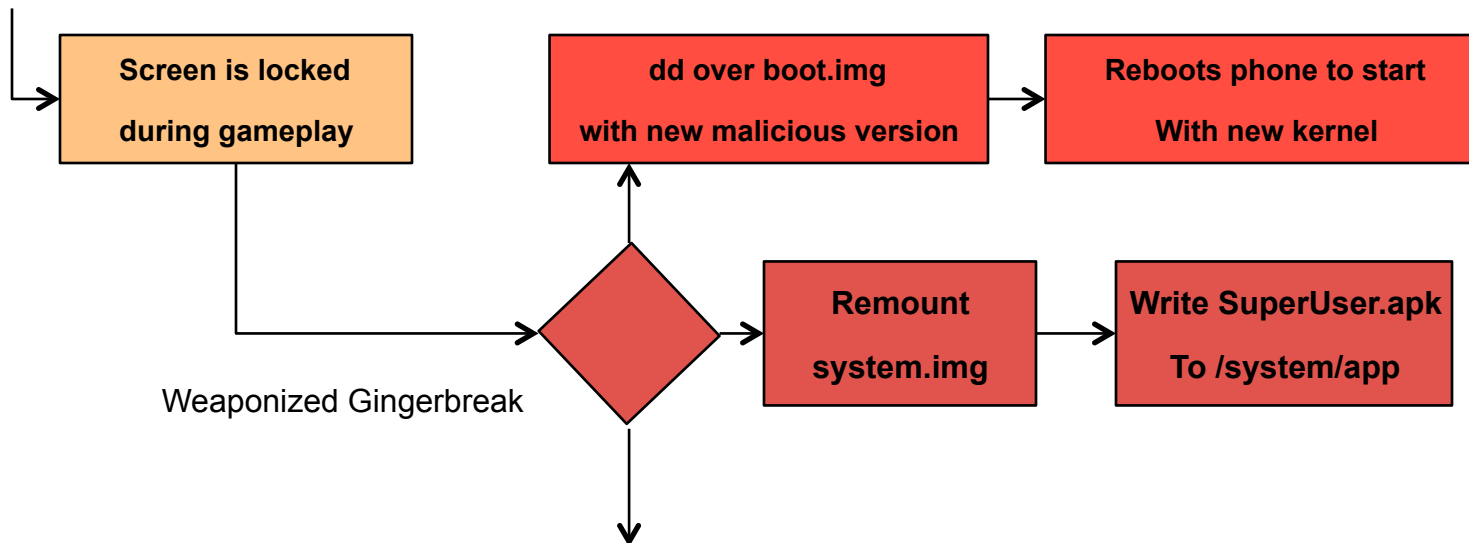 Screen is locked
during gameplay
dd over boot.img
with new malicious version
Reboots phone to start
With new kernel
Remount
system.img
Write SuperUser.apk
To /system/app
Weaponized Gingerbreak